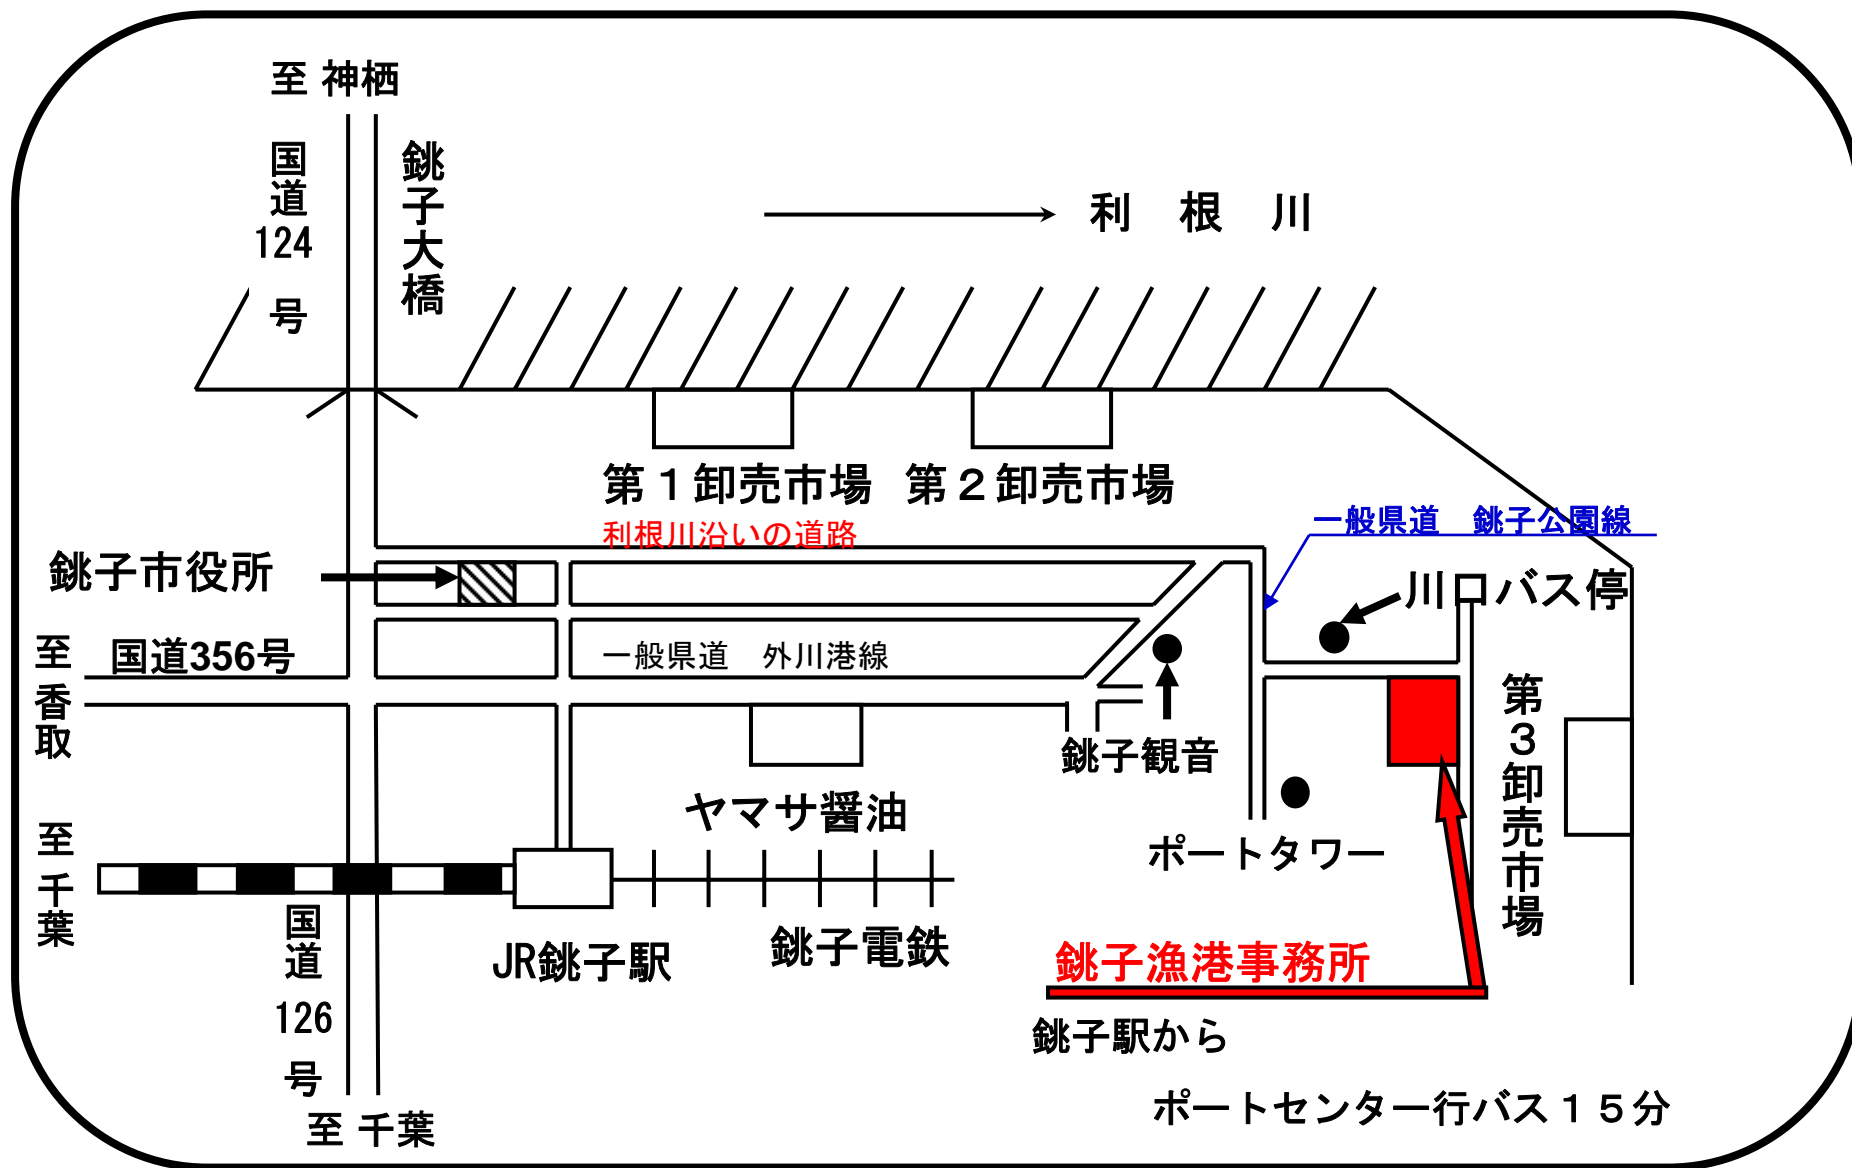 至 神栖
国道124号
銚子大橋
利　根　川
第１卸売市場
第２卸売市場
利根川沿いの道路
一般県道　銚子公園線
銚子市役所
川口バス停
至香取
国道356号
一般県道　外川港線
第３卸売市場
銚子観音
ヤマサ醤油
至千葉
ポートタワー
国道126号
JR銚子駅
銚子電鉄
銚子漁港事務所
銚子駅から
ポートセンター行バス１５分
至 千葉